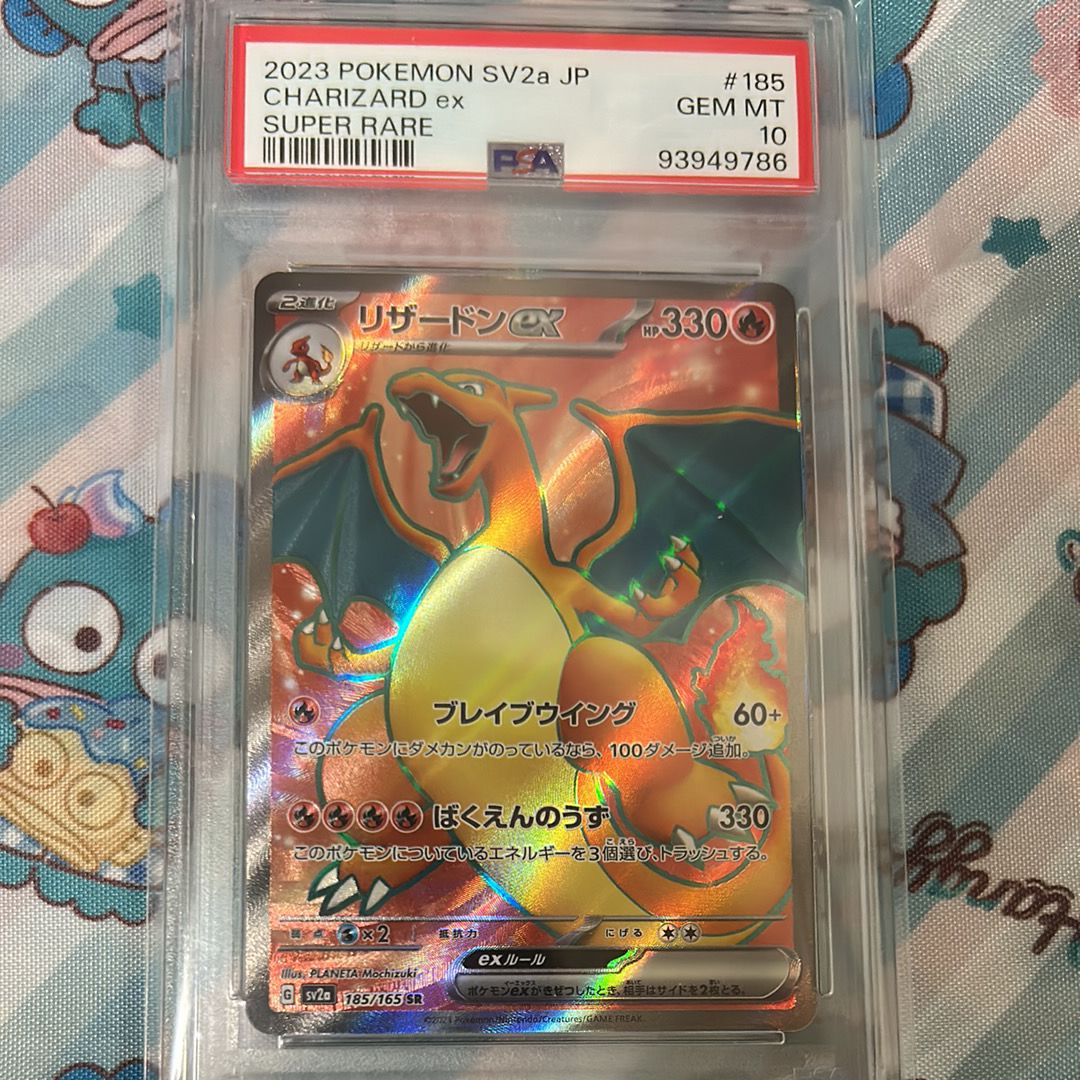 2023 POKEMON SV2a JP #185
CHARIZARD ex GEM MT
SUPER RARE 10
PSA 93949786
2進化 リザードンex HP330
リザードから進化
ブレイブウイング 60+
このポケモンにダメカンがのっているなら、100ダメージ追加。
ばくえんのうず 330
このポケモンについているエネルギーを3個選び、トラッシュする。
×2 抵抗力 にげる
exルール
ポケモンexがきぜつしたとき、相手はサイドを2枚とる。
Illus. PLANETA Mochizuki
G sv2a 185/165 SR
Pokémon/Nintendo/Creatures/GAME FREAK.